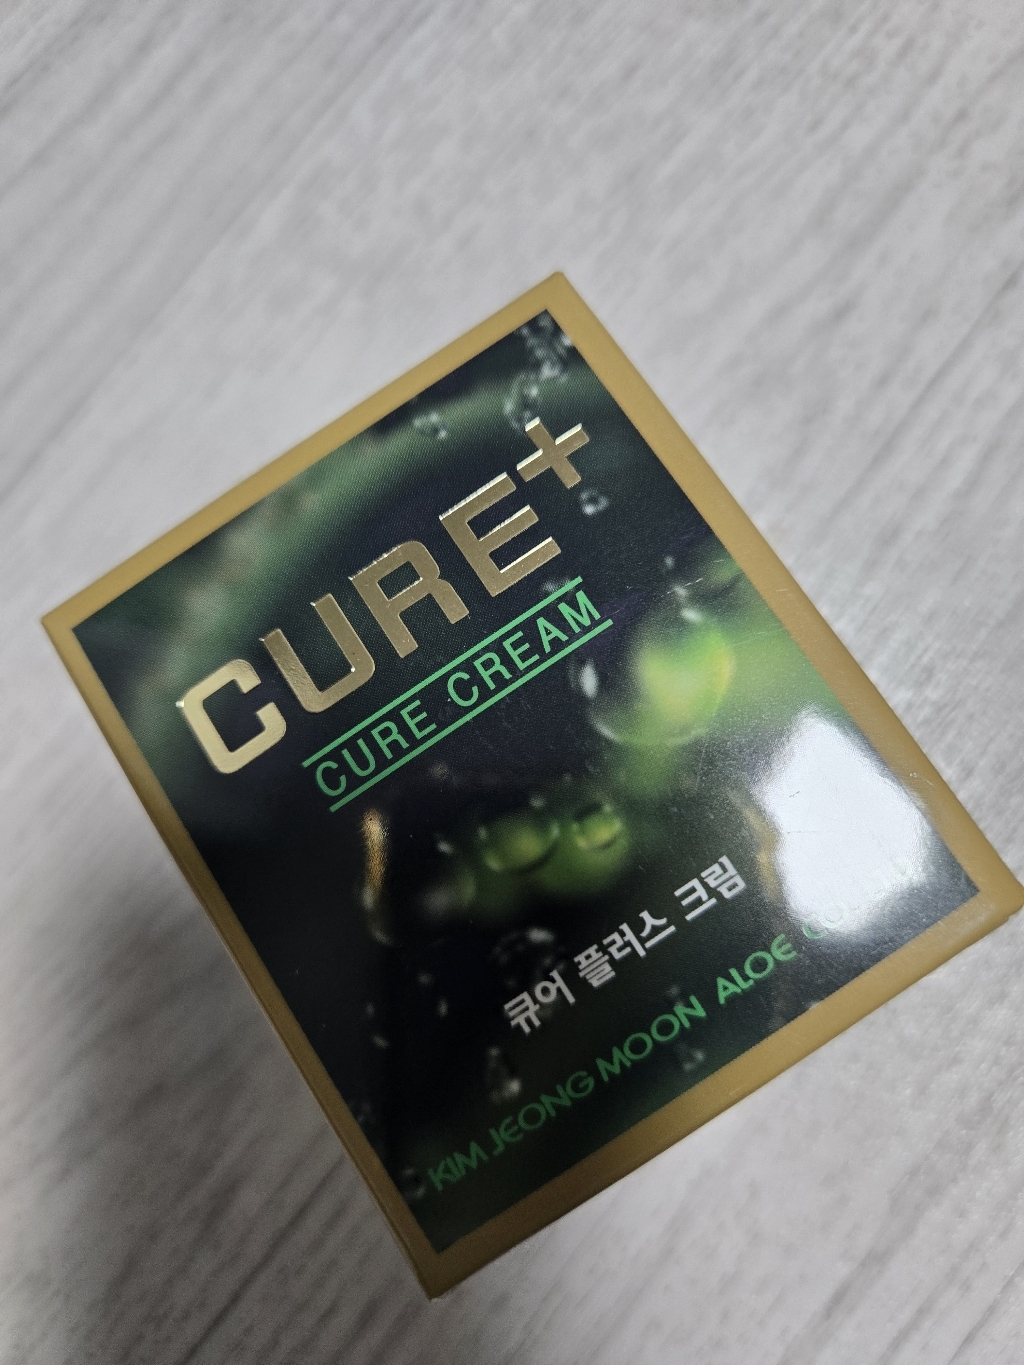 CURE+
CURE CREAM
큐어 플러스 크림
KIM JEONG MOON ALOE